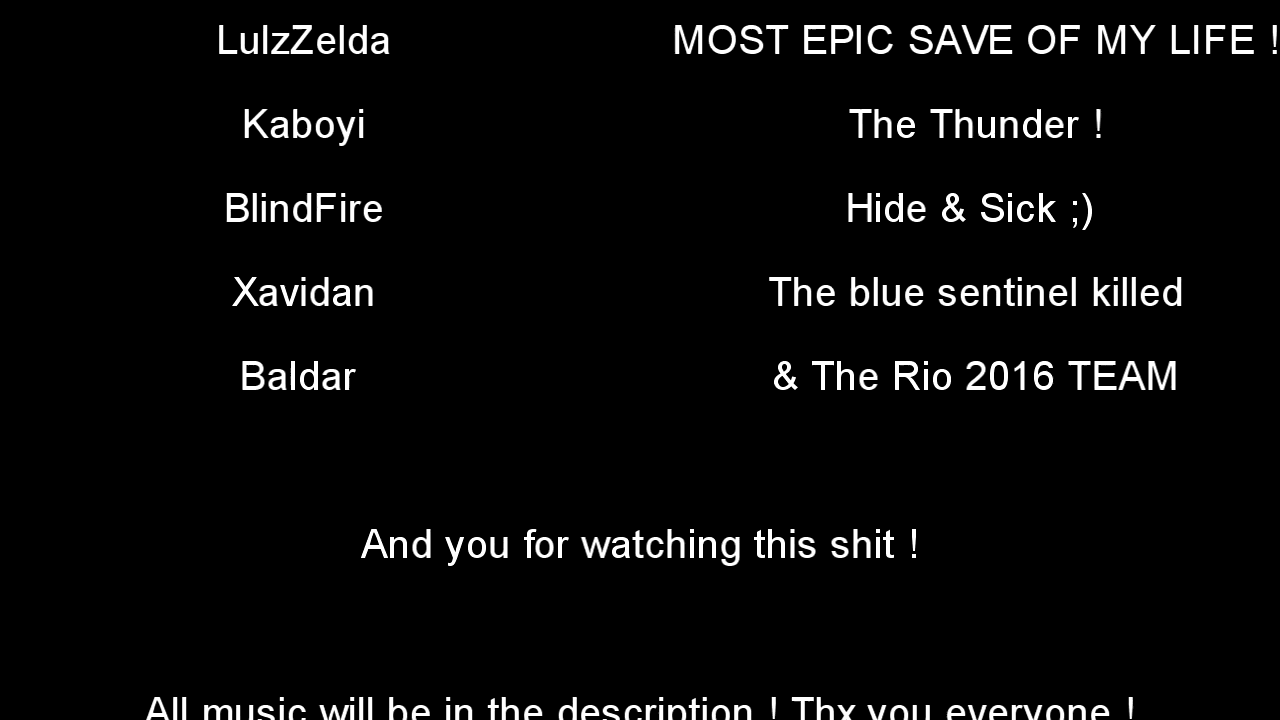 LulzZelda MOST EPIC SAVE OF MY LIFE !
Kaboyi The Thunder !
BlindFire Hide & Sick ;)
Xavidan The blue sentinel killed
Baldar & The Rio 2016 TEAM
And you for watching this shit !
All music will be in the description ! Thx you everyone !